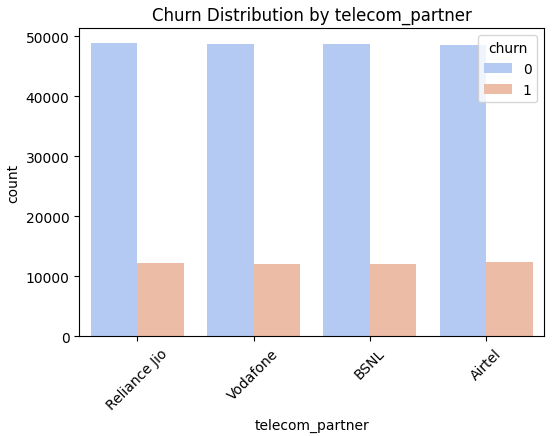 Churn Distribution by telecom_partner
churn
0
1
50000
40000
30000
20000
10000
0
count
Reliance Jio
Vodafone
BSNL
Airtel
telecom_partner